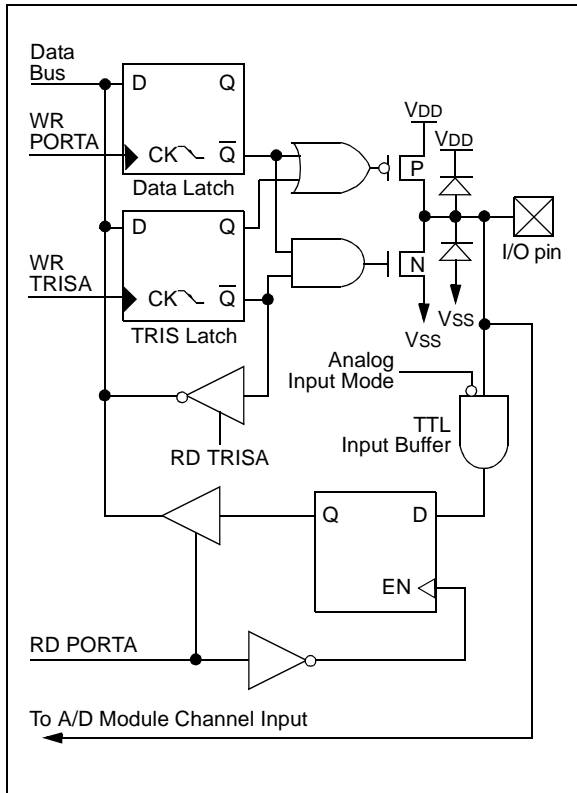 Data
Bus
D Q
VDD
WR
PORTA
CK Q
P
VDD
Data Latch
D Q
I/O pin
WR
TRISA
CK Q
N
VSS
VSS
TRIS Latch
Analog
Input Mode
TTL
Input Buffer
RD TRISA
Q D
EN
RD PORTA
To A/D Module Channel Input